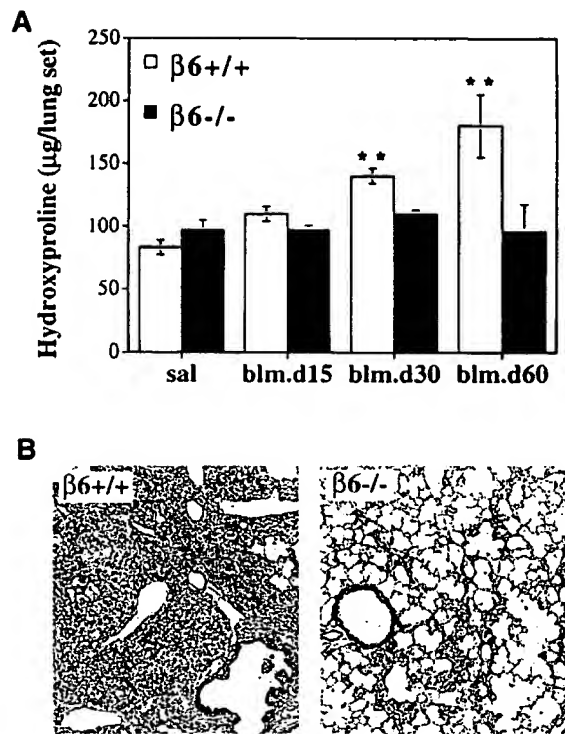 A
Hydroxyproline (µg/lung set)
250
200
150
100
50
0
β6+/+
β6-/-
**
**
sal blm.d15 blm.d30 blm.d60
B
β6+/+
β6-/-